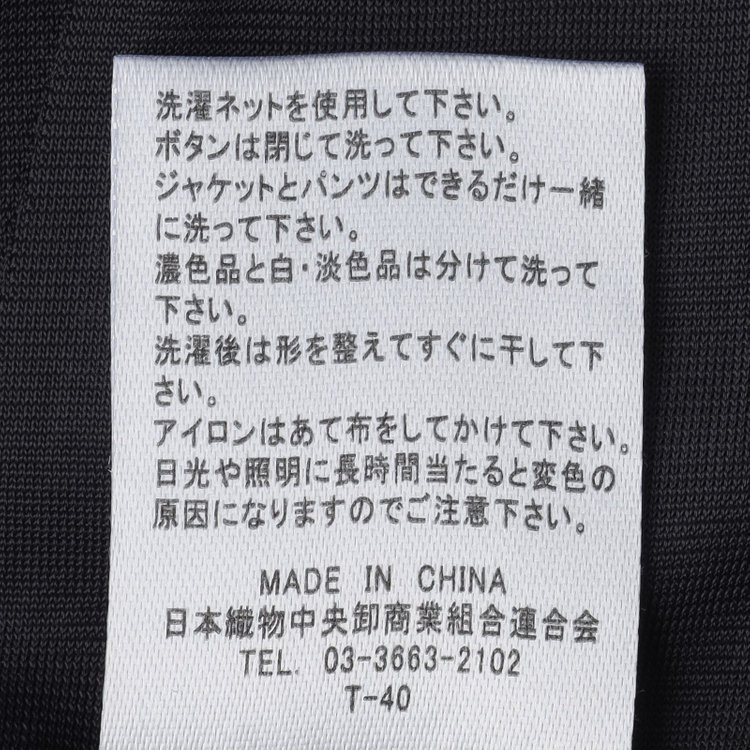 洗濯ネットを使用して下さい。
ボタンは閉じて洗って下さい。
ジャケットとパンツはできるだけ一緒
に洗って下さい。
濃色品と白・淡色品は分けて洗って
下さい。
洗濯後は形を整えてすぐに干して下
さい。
アイロンはあて布をしてかけて下さい。
日光や照明に長時間当たると変色の
原因になりますのでご注意下さい。
MADE IN CHINA
日本織物中央卸商業組合連合会
TEL. 03-3663-2102
T-40